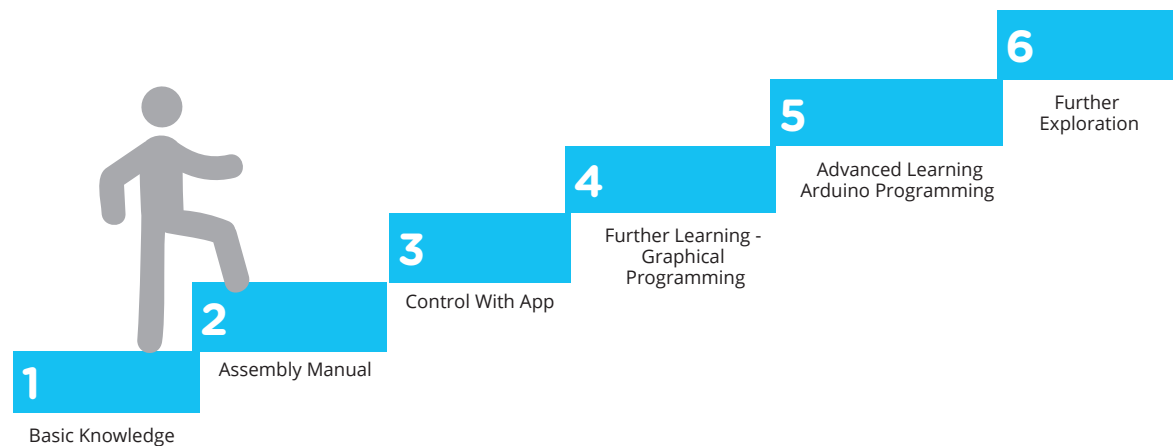 1
Basic Knowledge
2
Assembly Manual
3
Control With App
4
Further Learning -
Graphical
Programming
5
Advanced Learning
Arduino Programming
6
Further
Exploration